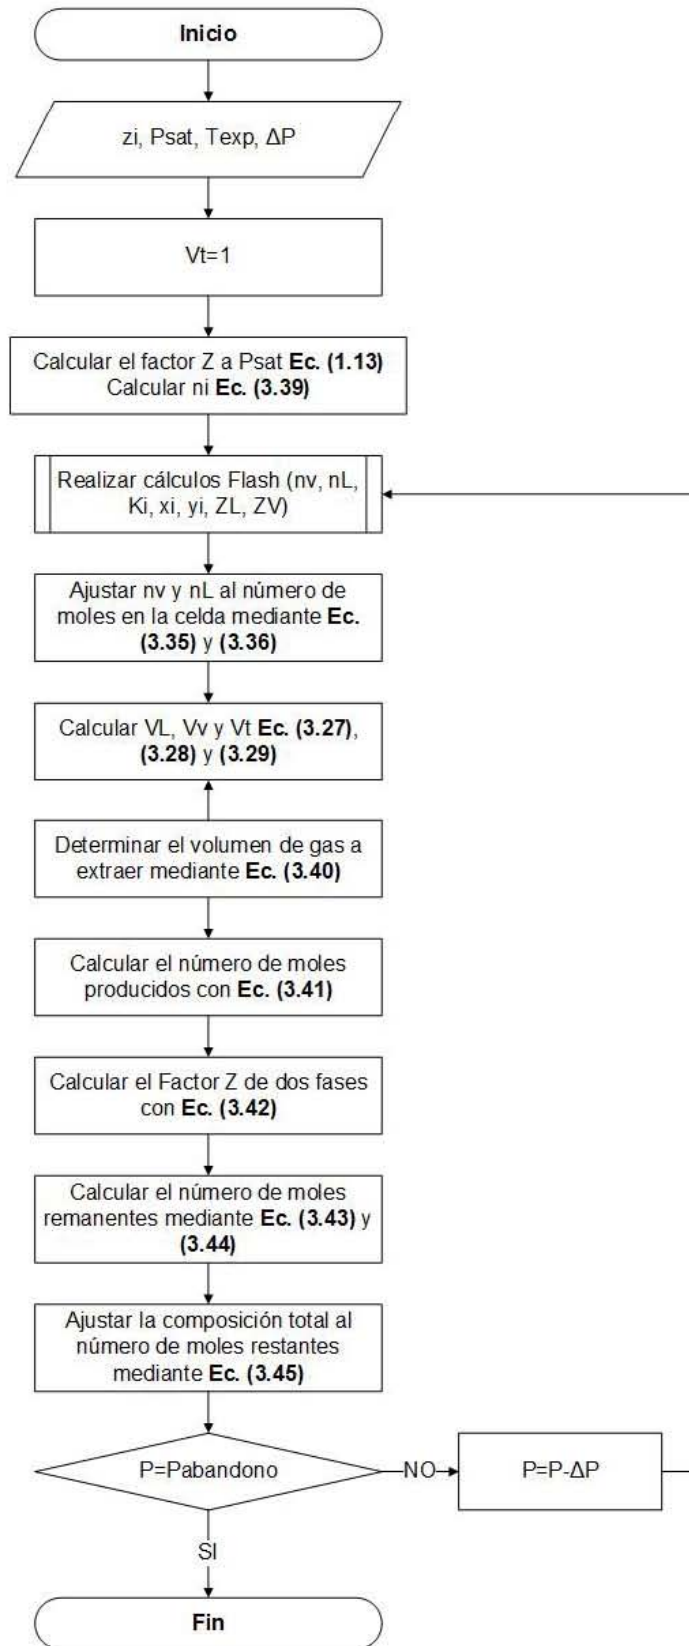 Inicio
zi, Psat, Texp, ΔP
Vt=1
Calcular el factor Z a Psat Ec. (1.13)
Calcular ni Ec. (3.39)
Realizar cálculos Flash (nv, nL,
Ki, xi, yi, ZL, ZV)
Ajustar nv y nL al número de
moles en la celda mediante Ec.
(3.35) y (3.36)
Calcular VL, Vv y Vt Ec. (3.27),
(3.28) y (3.29)
Determinar el volumen de gas a
extraer mediante Ec. (3.40)
Calcular el número de moles
producidos con Ec. (3.41)
Calcular el Factor Z de dos fases
con Ec. (3.42)
Calcular el número de moles
remanentes mediante Ec. (3.43) y
(3.44)
Ajustar la composición total al
número de moles restantes
mediante Ec. (3.45)
P=Pabandono
NO
P=P-ΔP
SI
Fin